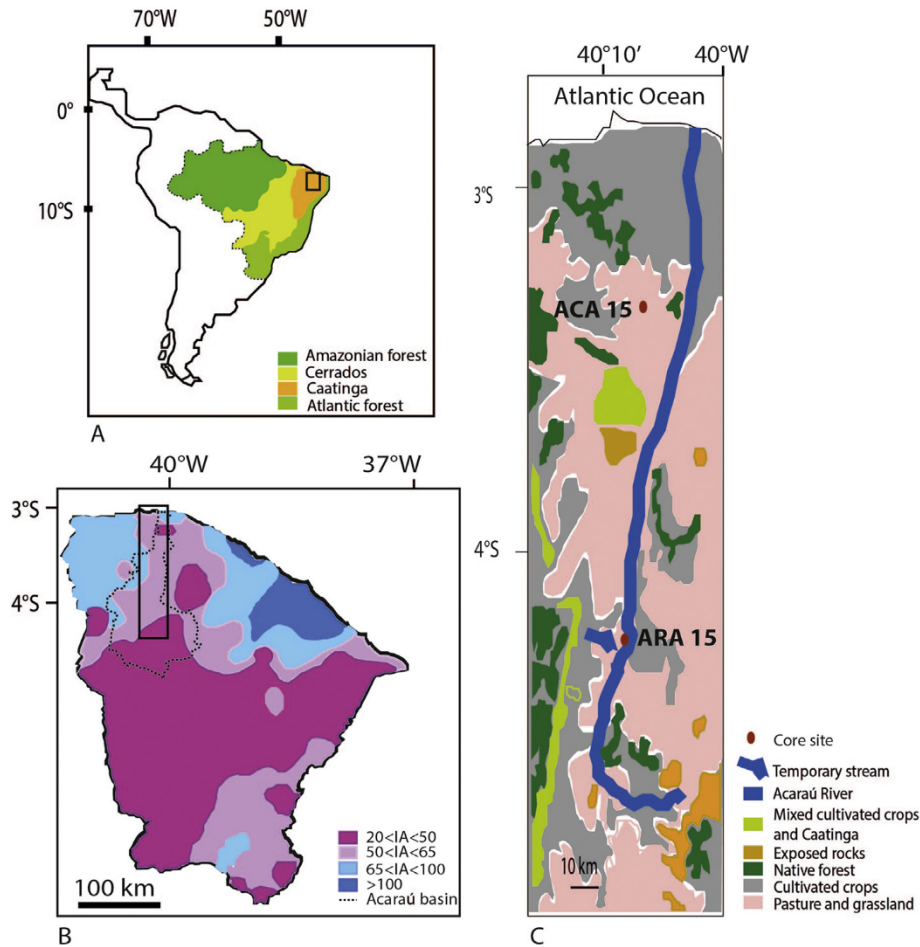 70°W 50°W
0°
10°S
Amazonian forest
Cerrados
Caatinga
Atlantic forest
A
40°W 37°W
3°S
4°S
20<IA<50
50<IA<65
65<IA<100
>100
Acaraú basin
100 km
B
40°10' 40°W
Atlantic Ocean
3°S
ACA 15
4°S
ARA 15
10 km
C
Core site
Temporary stream
Acaraú River
Mixed cultivated crops
and Caatinga
Exposed rocks
Native forest
Cultivated crops
Pasture and grassland